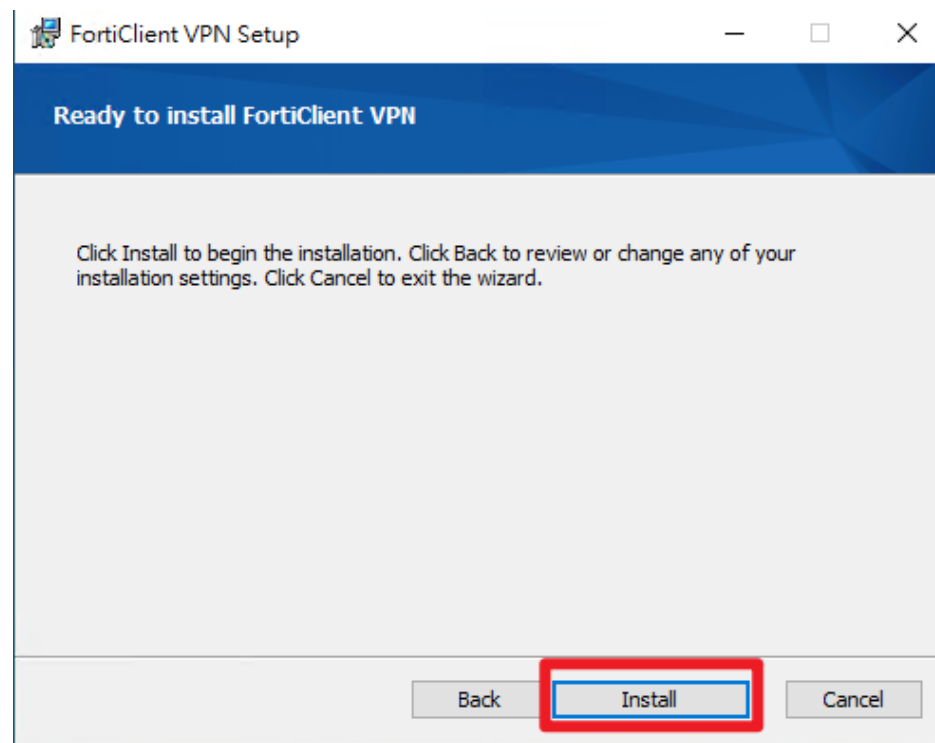 FortiClient VPN Setup
Ready to install FortiClient VPN
Click Install to begin the installation. Click Back to review or change any of your
installation settings. Click Cancel to exit the wizard.
Back Install Cancel